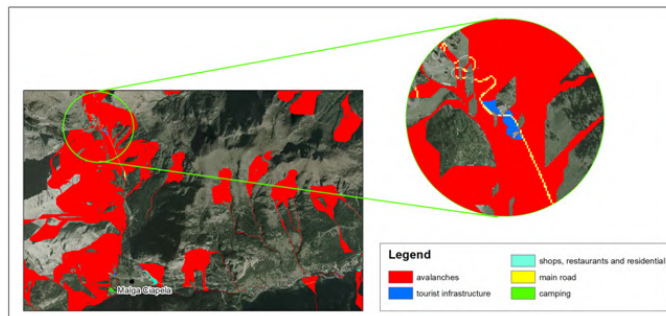 Malga Ciapela
Legend
avalanches
tourist infrastructure
shops, restaurants and residential
main road
camping